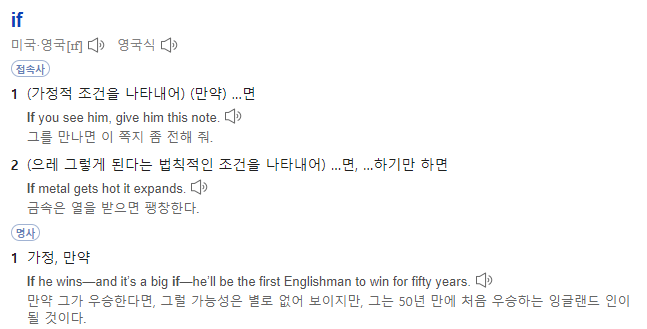 if
미국·영국[ɪf] 영국식
접속사
1 (가정적 조건을 나타내어) (만약) …면
If you see him, give him this note.
그를 만나면 이 쪽지 좀 전해 줘.
2 (으레 그렇게 된다는 법칙적인 조건을 나타내어) …면, …하기만 하면
If metal gets hot it expands.
금속은 열을 받으면 팽창한다.
명사
1 가정, 만약
If he wins—and it's a big if—he'll be the first Englishman to win for fifty years.
만약 그가 우승한다면, 그럴 가능성은 별로 없어 보이지만, 그는 50년 만에 처음 우승하는 잉글랜드 인이
될 것이다.